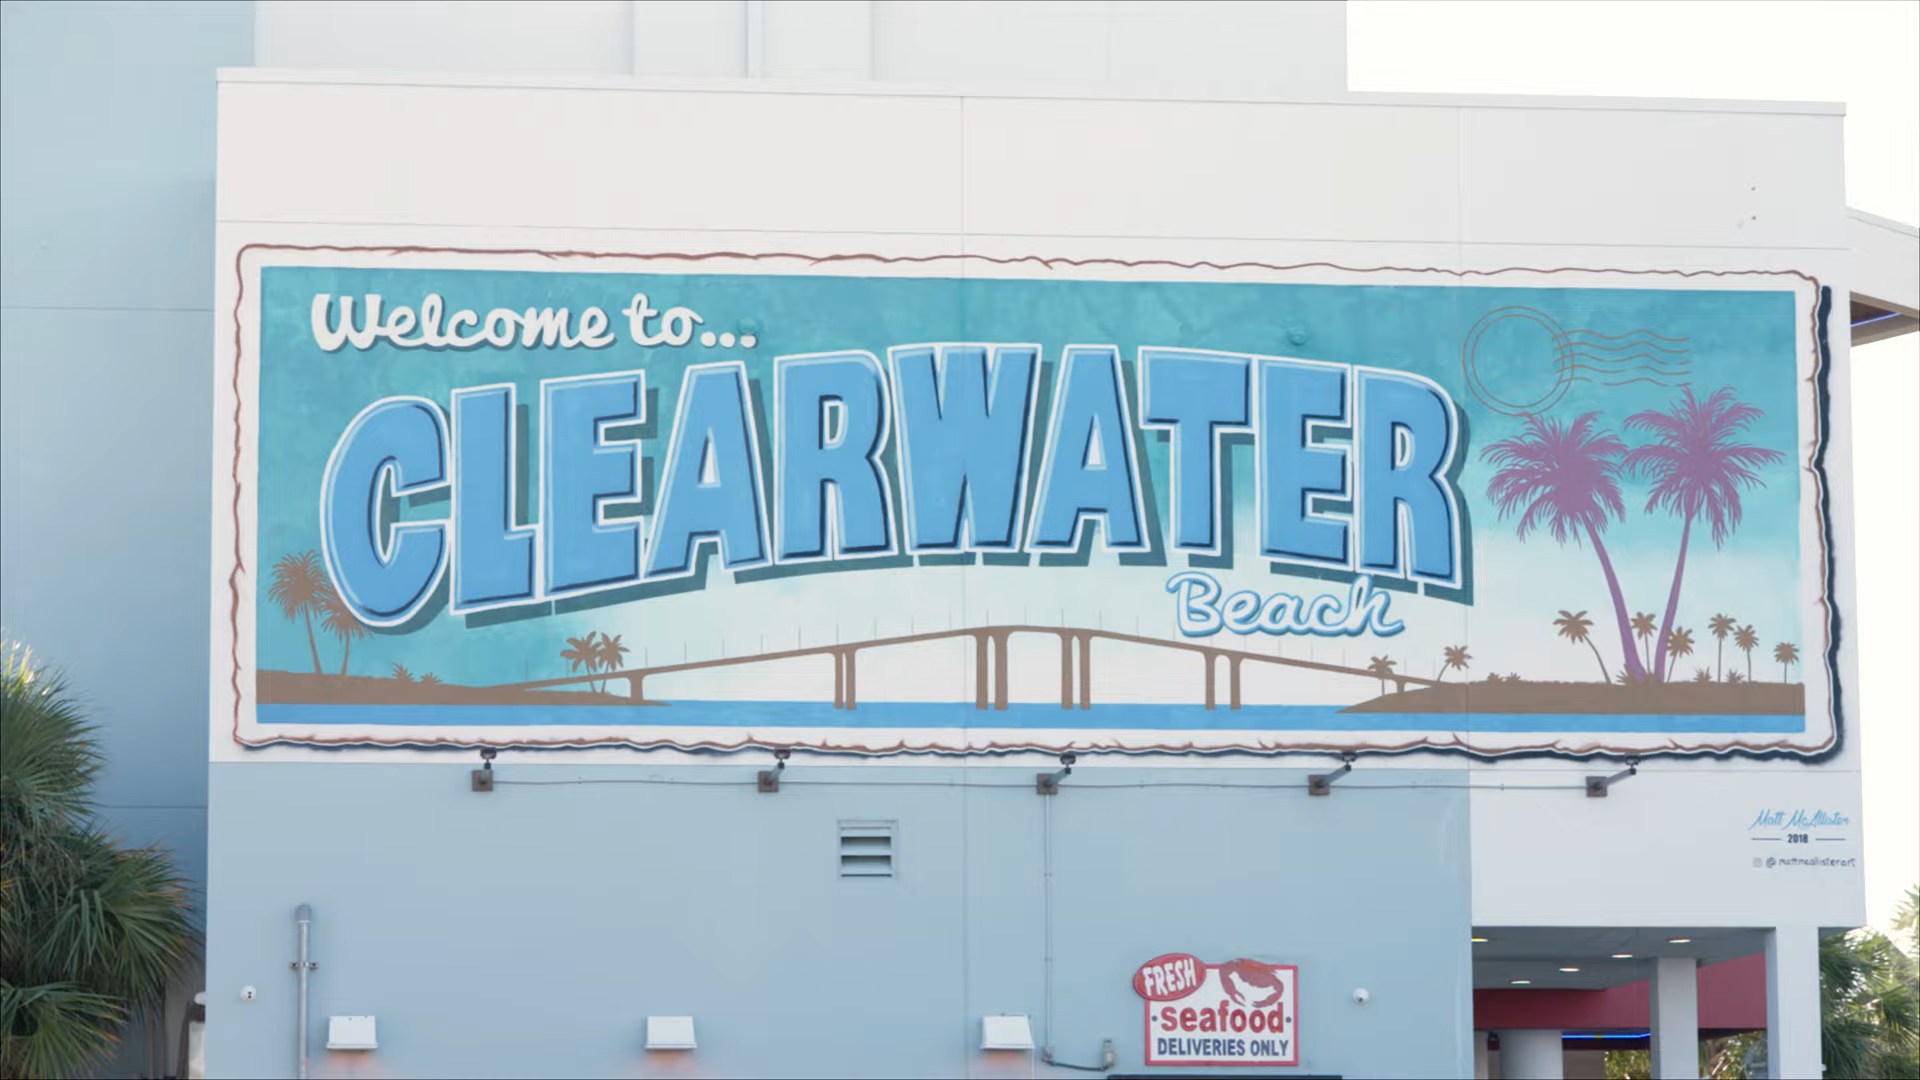 Welcome to...
CLEARWATER
Beach
Matt McAllister
2018
@mattmcallisterart
FRESH
seafood
DELIVERIES ONLY